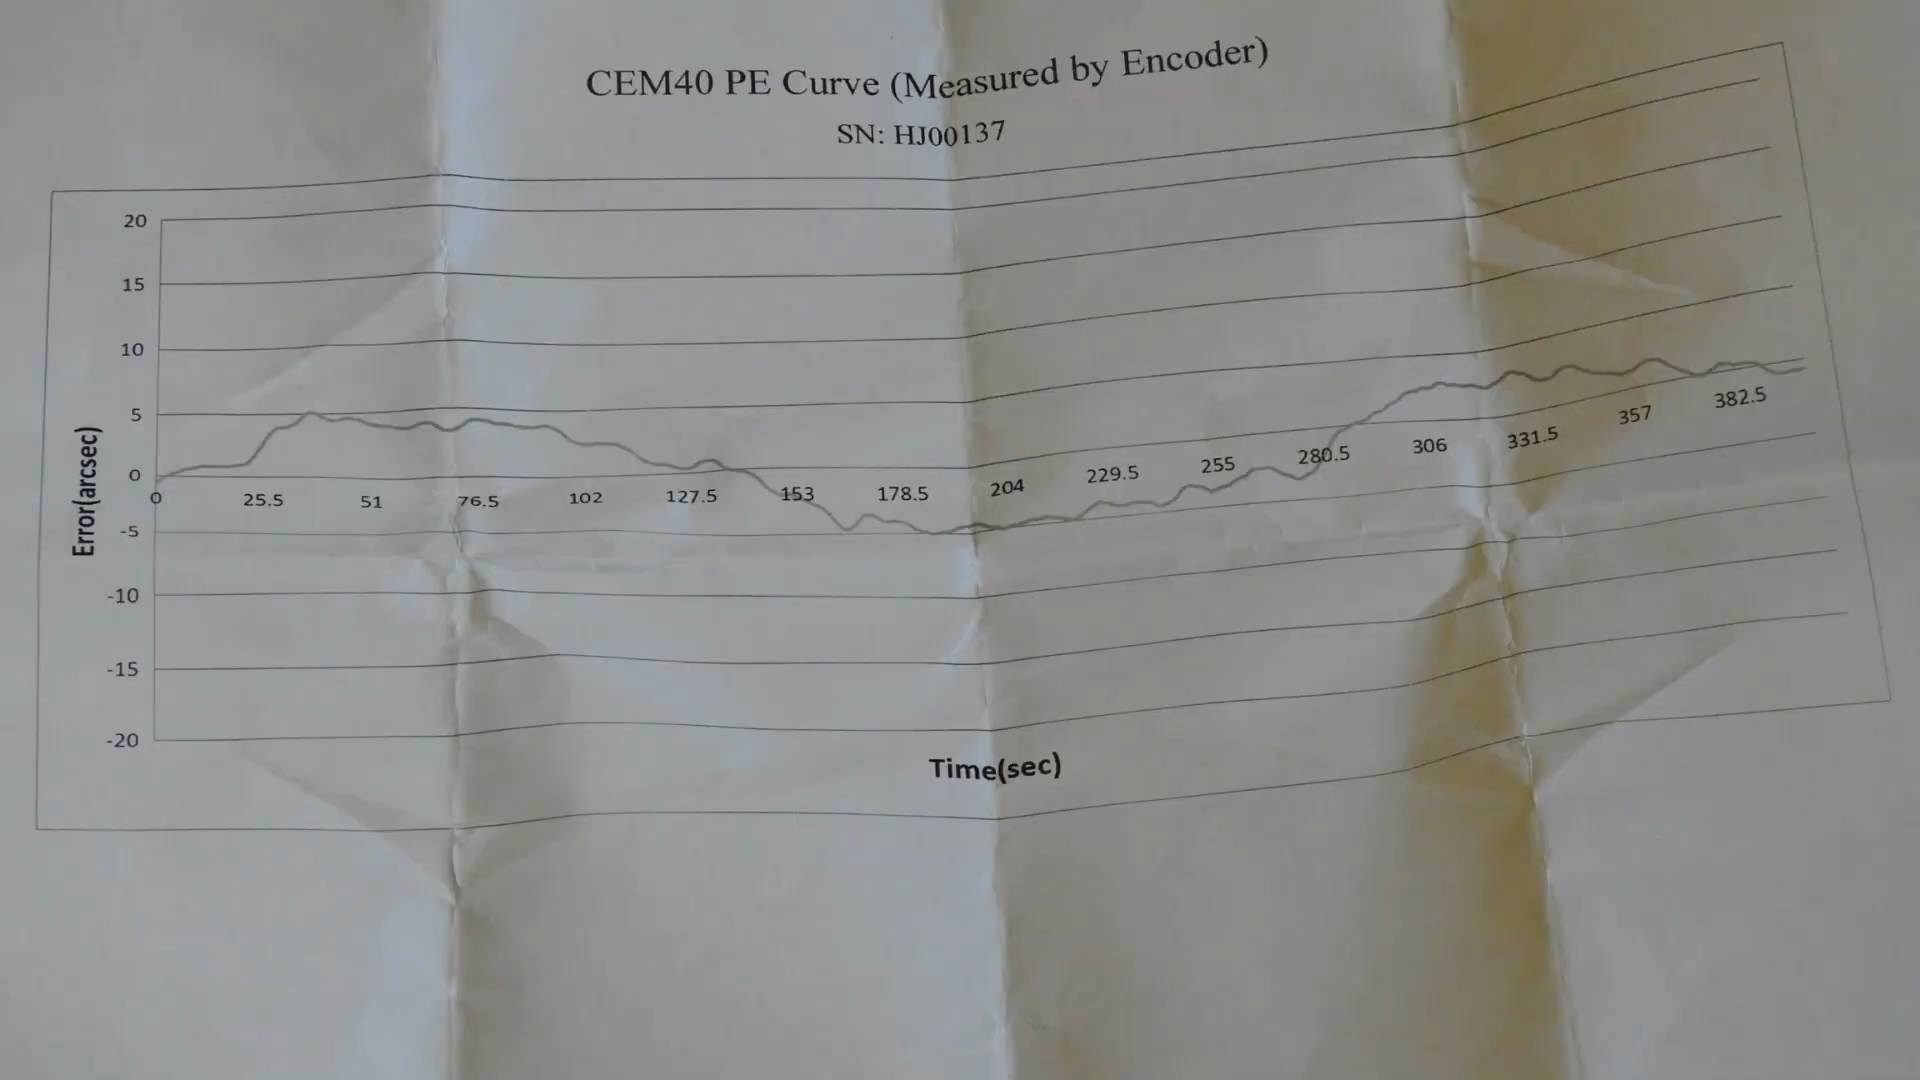 CEM40 PE Curve (Measured by Encoder)
SN: HJ00137
20
15
10
5
0
-5
-10
-15
-20
Error(arcsec)
0 25.5 51 76.5 102 127.5 153 178.5 204 229.5 255 280.5 306 331.5 357 382.5
Time(sec)